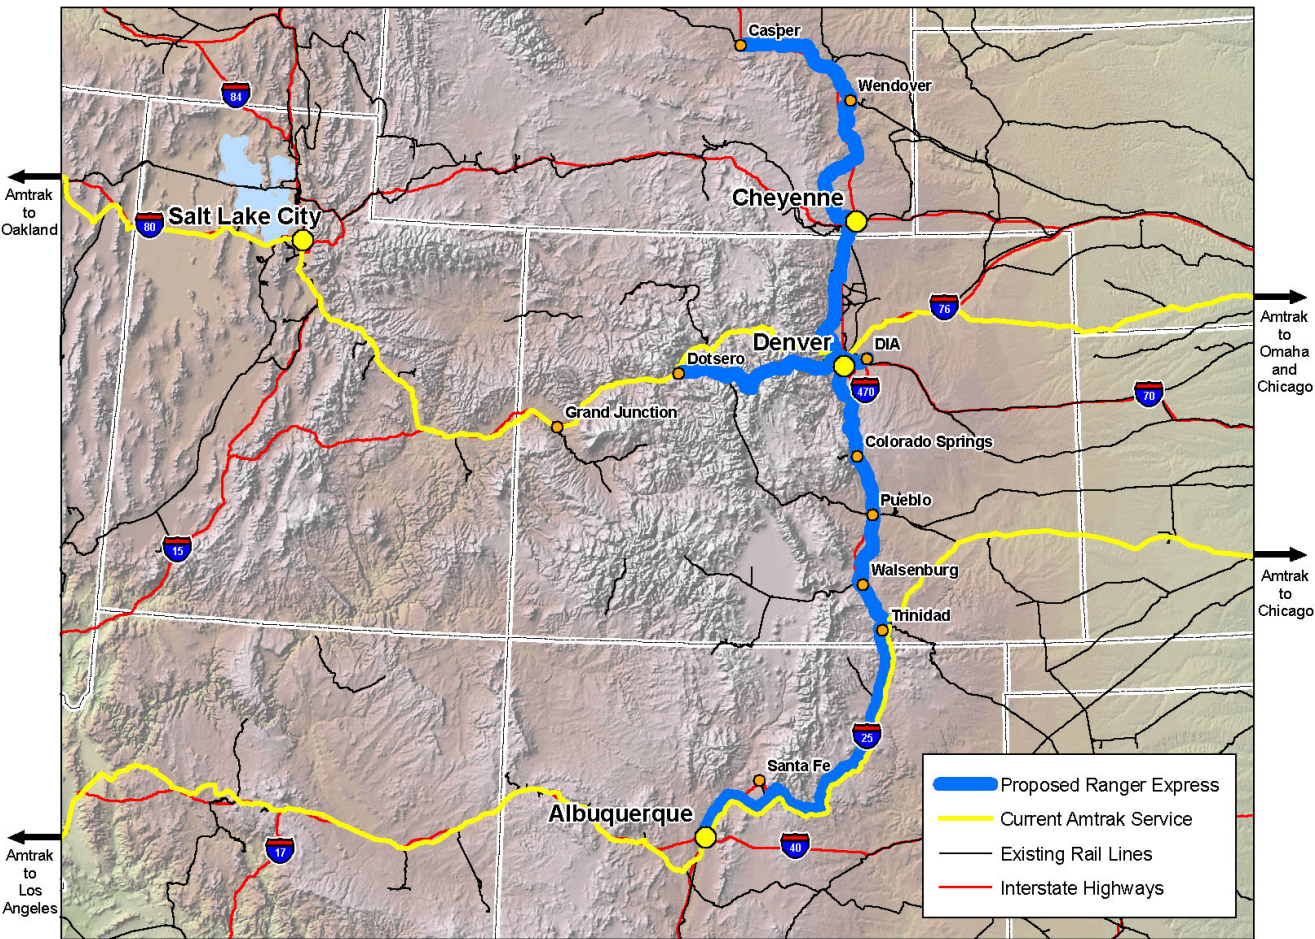 Casper
Wendover
84
Amtrak
to
Oakland
80
Salt Lake City
Cheyenne
76
Amtrak
to
Omaha
and
Chicago
Denver
DIA
Dotsero
470
70
Grand Junction
Colorado Springs
Pueblo
15
Walsenburg
Amtrak
to
Chicago
Trinidad
25
Santa Fe
Albuquerque
40
17
Amtrak
to
Los
Angeles
Proposed Ranger Express
Current Amtrak Service
Existing Rail Lines
Interstate Highways